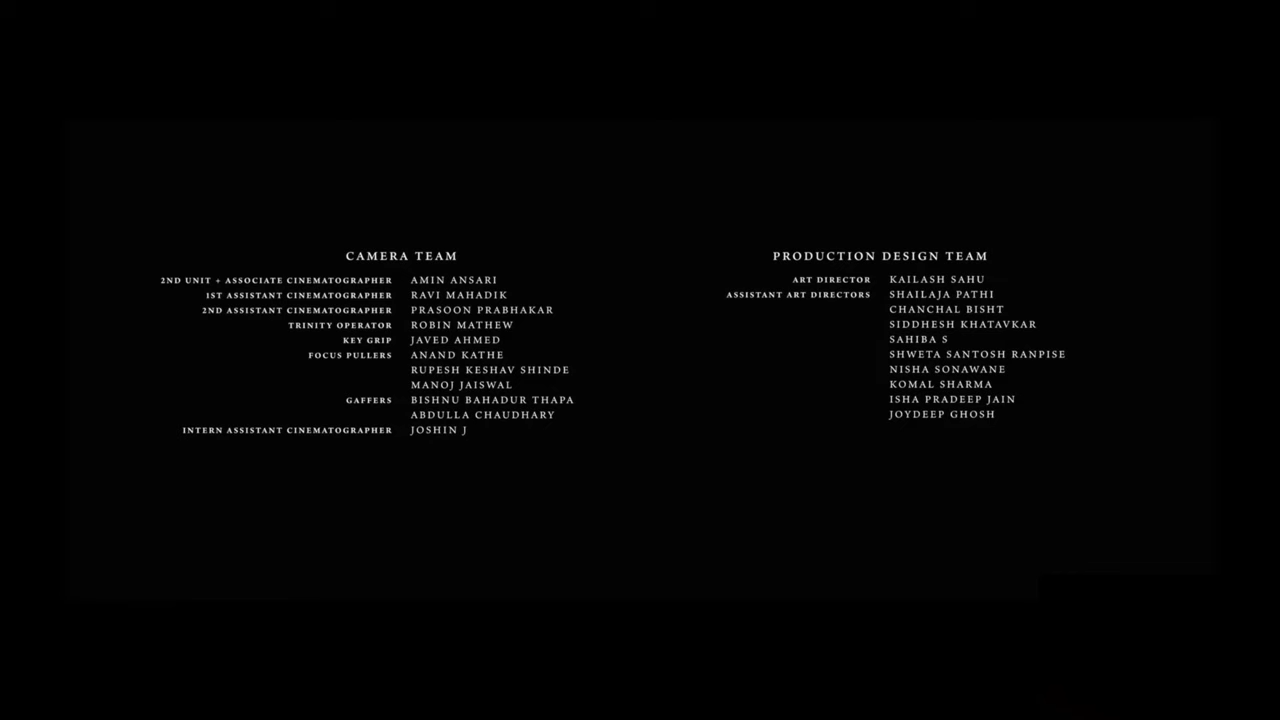 CAMERA TEAM
2ND UNIT + ASSOCIATE CINEMATOGRAPHER AMIN ANSARI
1ST ASSISTANT CINEMATOGRAPHER RAVI MAHADIK
2ND ASSISTANT CINEMATOGRAPHER PRASOON PRABHAKAR
TRINITY OPERATOR ROBIN MATHEW
KEY GRIP JAVED AHMED
FOCUS PULLERS ANAND KATHE
RUPESH KESHAV SHINDE
MANOJ JAISWAL
GAFFERS BISHNU BAHADUR THAPA
ABDULLA CHAUDHARY
INTERN ASSISTANT CINEMATOGRAPHER JOSHIN J
PRODUCTION DESIGN TEAM
ART DIRECTOR KAILASH SAHU
ASSISTANT ART DIRECTORS SHAILAJA PATHI
CHANCHAL BISHT
SIDDHESH KHATAVKAR
SAHIBA S
SHWETA SANTOSH RANPISE
NISHA SONAWANE
KOMAL SHARMA
ISHA PRADEEP JAIN
JOYDEEP GHOSH